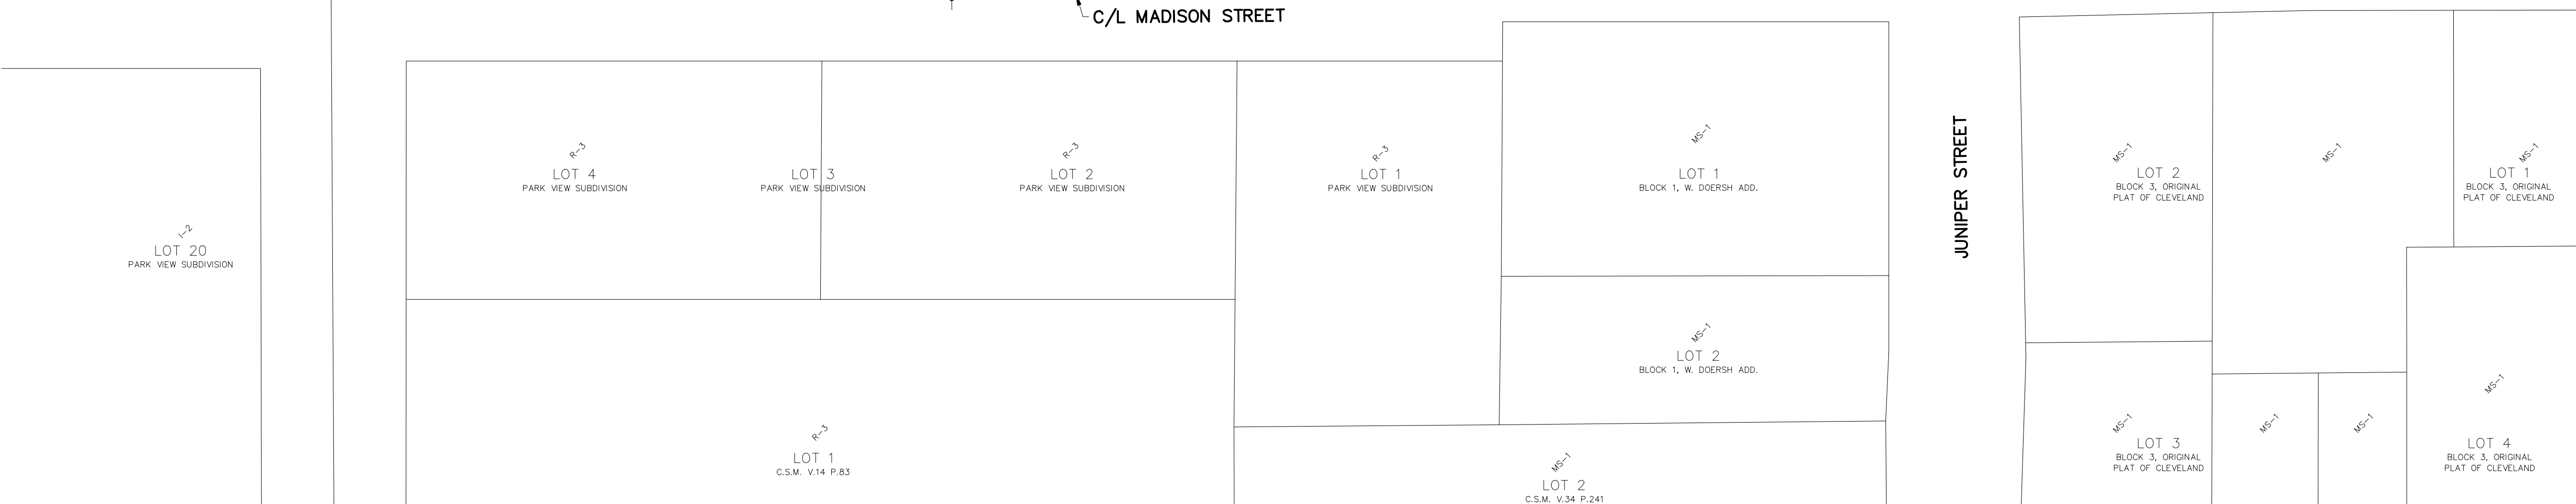 C/L MADISON STREET
R-3
LOT 4
PARK VIEW SUBDIVISION
LOT 3
PARK VIEW SUBDIVISION
R-3
LOT 2
PARK VIEW SUBDIVISION
R-3
LOT 1
PARK VIEW SUBDIVISION
MS-1
LOT 1
BLOCK 1, W. DOERSH ADD.
JUNIPER STREET
MS-1
LOT 2
BLOCK 3, ORIGINAL
PLAT OF CLEVELAND
MS-1
MS-1
LOT 1
BLOCK 3, ORIGINAL
PLAT OF CLEVELAND
I-2
LOT 20
PARK VIEW SUBDIVISION
MS-1
LOT 2
BLOCK 1, W. DOERSH ADD.
R-3
LOT 1
C.S.M. V.14 P.83
MS-1
LOT 2
C.S.M. V.34 P.241
MS-1
LOT 3
BLOCK 3, ORIGINAL
PLAT OF CLEVELAND
MS-1
MS-1
MS-1
LOT 4
BLOCK 3, ORIGINAL
PLAT OF CLEVELAND